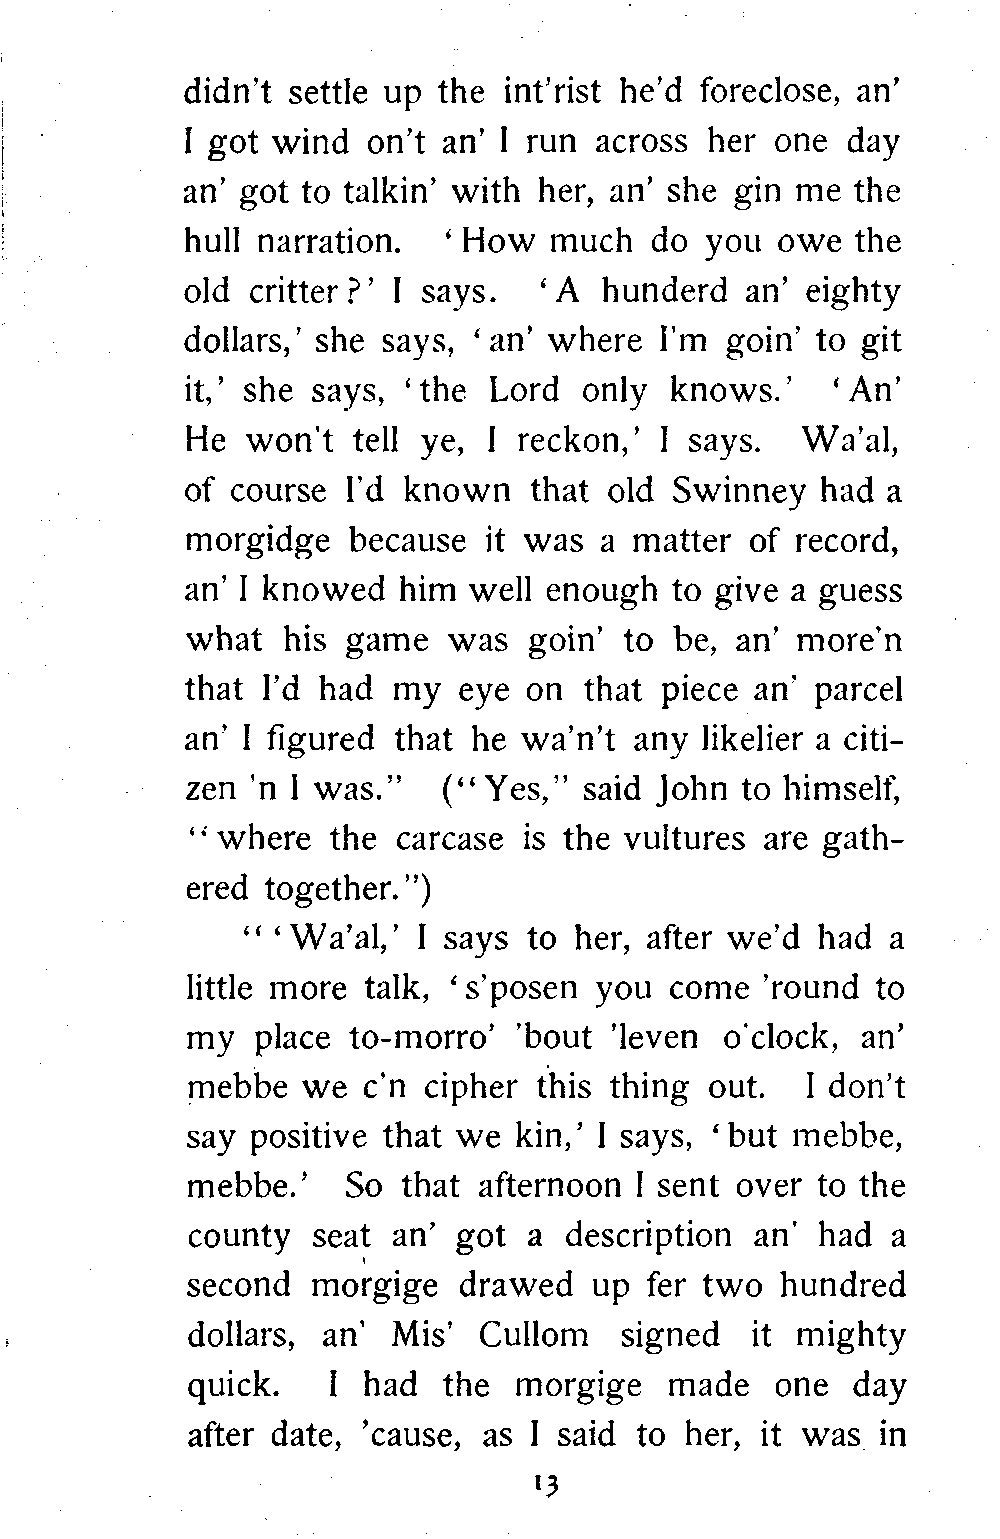 didn't settle up the int'rist he'd foreclose, an'
I got wind on't an' I run across her one day
an' got to talkin' with her, an' she gin me the
hull narration. ‘How much do you owe the
old critter?’ I says. ‘A hunderd an' eighty
dollars,’ she says, ‘an' where I'm goin' to git
it,’ she says, ‘the Lord only knows.’ ‘An'
He won't tell ye, I reckon,’ I says. Wa'al,
of course I'd known that old Swinney had a
morgidge because it was a matter of record,
an' I knowed him well enough to give a guess
what his game was goin' to be, an' more'n
that I'd had my eye on that piece an' parcel
an' I figured that he wa'n't any likelier a citi-
zen 'n I was.” (“Yes,” said John to himself,
“where the carcase is the vultures are gath-
ered together.”)
“‘Wa'al,’ I says to her, after we'd had a
little more talk, ‘s'posen you come 'round to
my place to-morro' 'bout 'leven o'clock, an'
mebbe we c'n cipher this thing out. I don't
say positive that we kin,’ I says, ‘but mebbe,
mebbe.’ So that afternoon I sent over to the
county seat an' got a description an' had a
second morgige drawed up fer two hundred
dollars, an' Mis' Cullom signed it mighty
quick. I had the morgige made one day
after date, 'cause, as I said to her, it was in
13